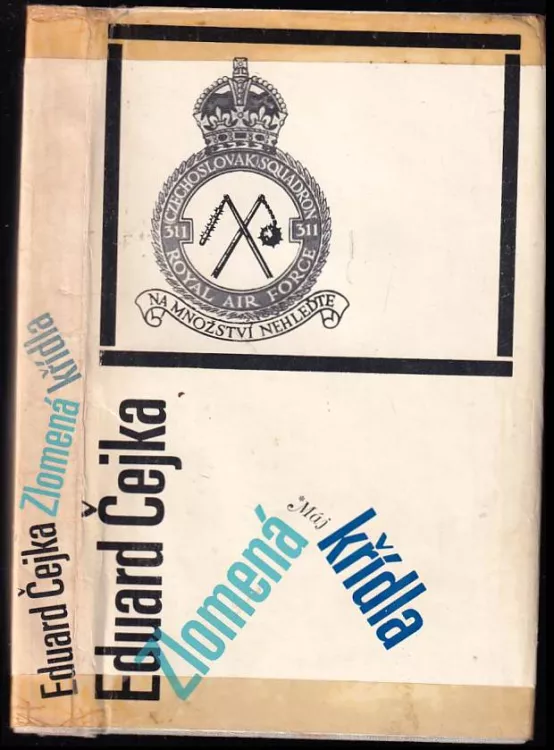 Eduard Čejka Zlomená křídla
CZECHOSLOVAK SQUADRON
311
311
ROYAL AIR FORCE
NA MNOŽSTVÍ NEHLEĎTE
Eduard Čejka
Zlomená
*Máj
křídla